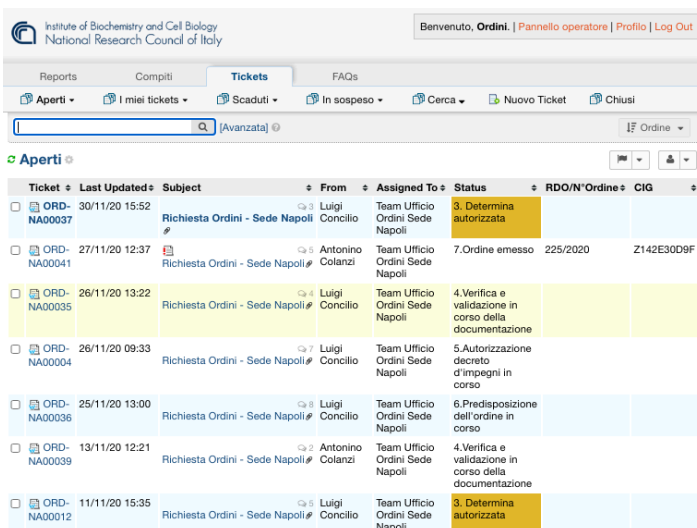 Institute of Biochemistry and Cell Biology
National Research Council of Italy
Benvenuto, Ordini. | Pannello operatore | Profilo | Log Out
Reports Compiti Tickets FAQs
Aperti I miei tickets Scaduti In sospeso Cerca Nuovo Ticket Chiusi
[Avanzata] Ordine
Aperti
Ticket Last Updated Subject From Assigned To Status RDO/N°Ordine CIG
ORD-NA00037 30/11/20 15:52 Richiesta Ordini - Sede Napoli 3 Luigi Concilio Team Ufficio Ordini Sede Napoli 3. Determina autorizzata
ORD-NA00041 27/11/20 12:37 Richiesta Ordini - Sede Napoli 5 Antonino Colanzi Team Ufficio Ordini Sede Napoli 7.Ordine emesso 225/2020 Z142E30D9F
ORD-NA00035 26/11/20 13:22 Richiesta Ordini - Sede Napoli 4 Luigi Concilio Team Ufficio Ordini Sede Napoli 4.Verifica e validazione in corso della documentazione
ORD-NA00004 26/11/20 09:33 Richiesta Ordini - Sede Napoli 7 Luigi Concilio Team Ufficio Ordini Sede Napoli 5.Autorizzazione decreto d'impegni in corso
ORD-NA00036 25/11/20 13:00 Richiesta Ordini - Sede Napoli 8 Luigi Concilio Team Ufficio Ordini Sede Napoli 6.Predisposizione dell'ordine in corso
ORD-NA00039 13/11/20 12:21 Richiesta Ordini - Sede Napoli 2 Antonino Colanzi Team Ufficio Ordini Sede Napoli 4.Verifica e validazione in corso della documentazione
ORD-NA00012 11/11/20 15:35 Richiesta Ordini - Sede Napoli 5 Luigi Concilio Team Ufficio Ordini Sede Napoli 3. Determina autorizzata